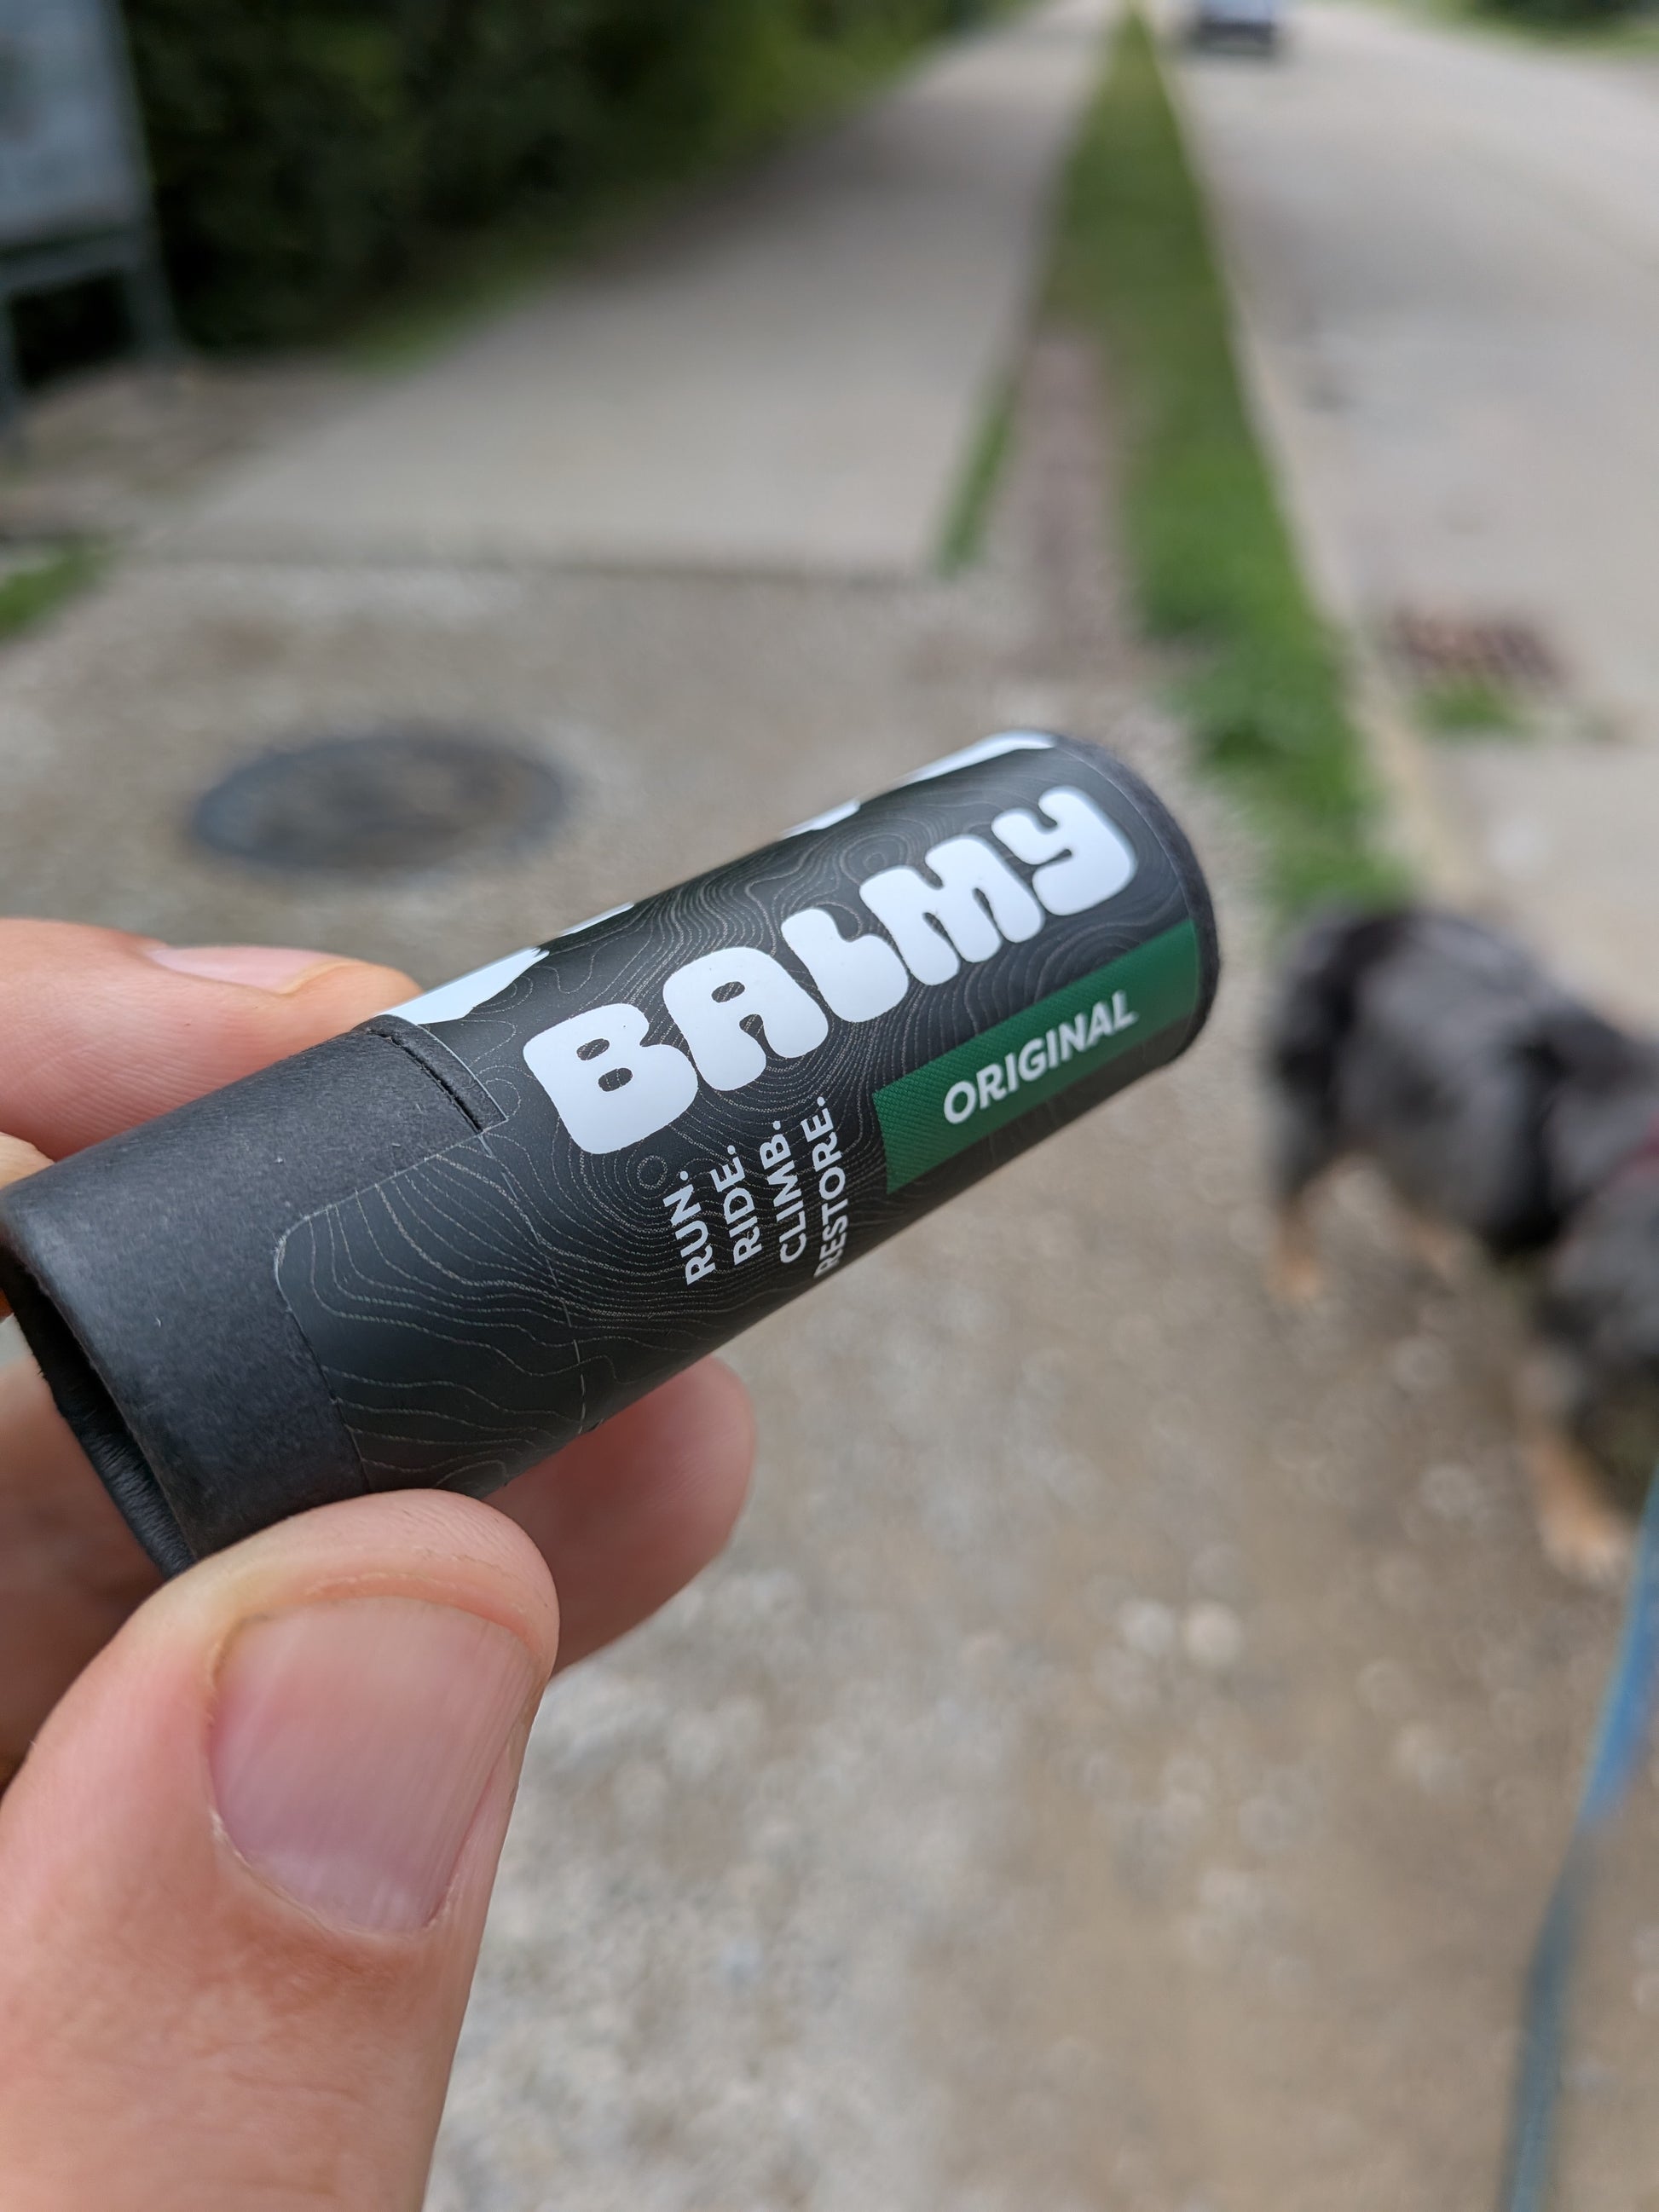 BALMY
RUN.
RIDE.
CLIMB.
RESTORE.
ORIGINAL